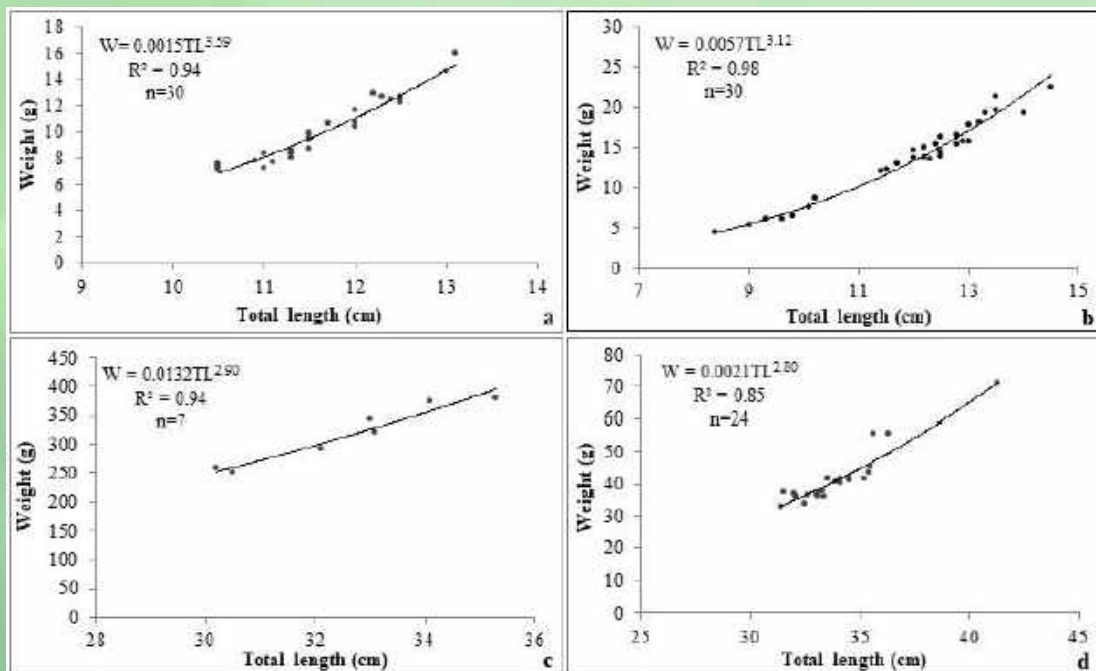 18
16
14
12
10
8
6
4
2
0
Weight (g)
W= 0.0015TL3.59
R² = 0.94
n=30
9 10 11 12 13 14
Total length (cm)
a
30
25
20
15
10
5
0
Weight (g)
W = 0.0057TL3.12
R² = 0.98
n=30
7 9 11 13 15
Total length (cm)
b
450
400
350
300
250
200
150
100
50
0
Weight (g)
W = 0.0132TL2.90
R² = 0.94
n=7
28 30 32 34 36
Total length (cm)
c
80
70
60
50
40
30
20
10
0
Weight (g)
W = 0.0021TL2.80
R² = 0.85
n=24
25 35 41 45
Total length (cm)
d